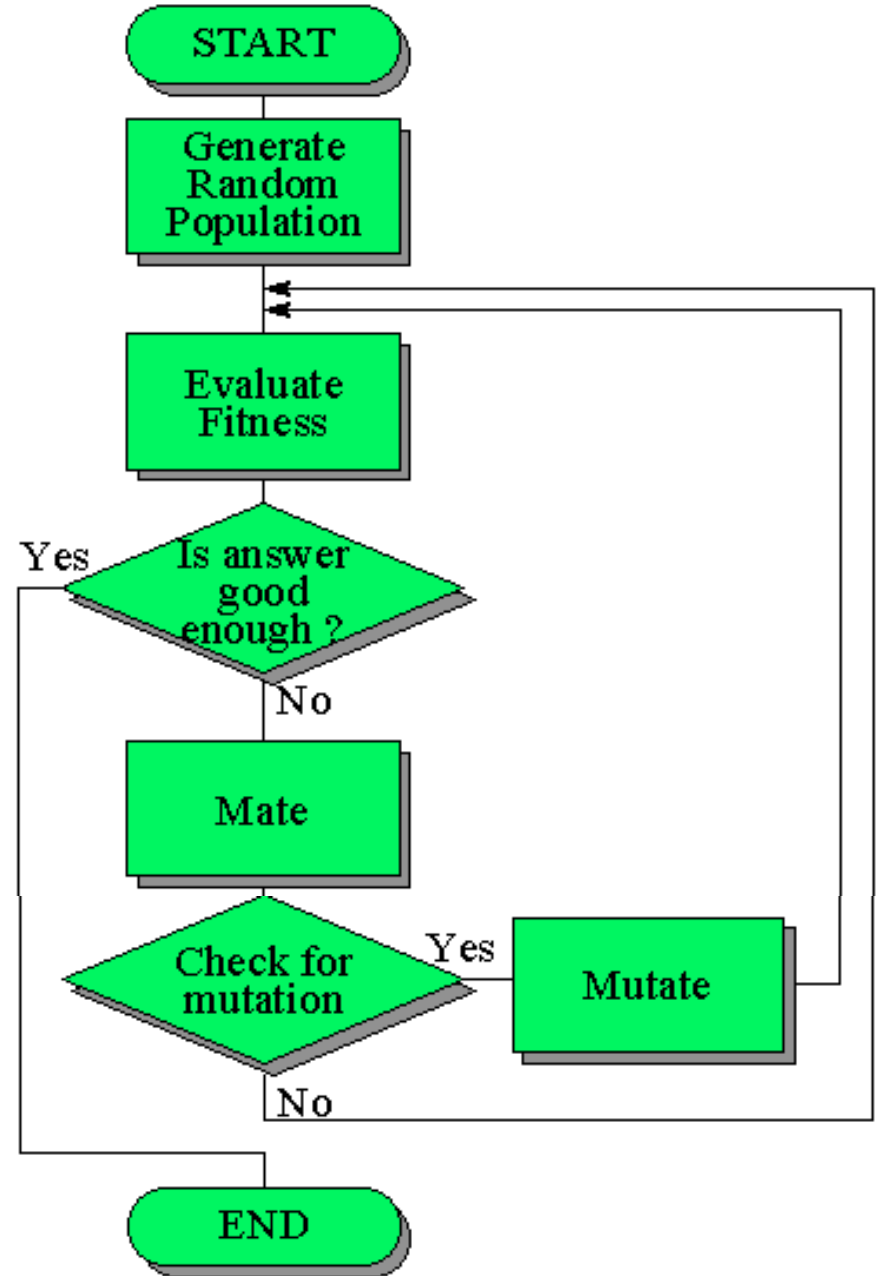 START
Generate
Random
Population
Evaluate
Fitness
Yes
Is answer
good
enough ?
No
Mate
Check for
mutation
Yes
Mutate
No
END